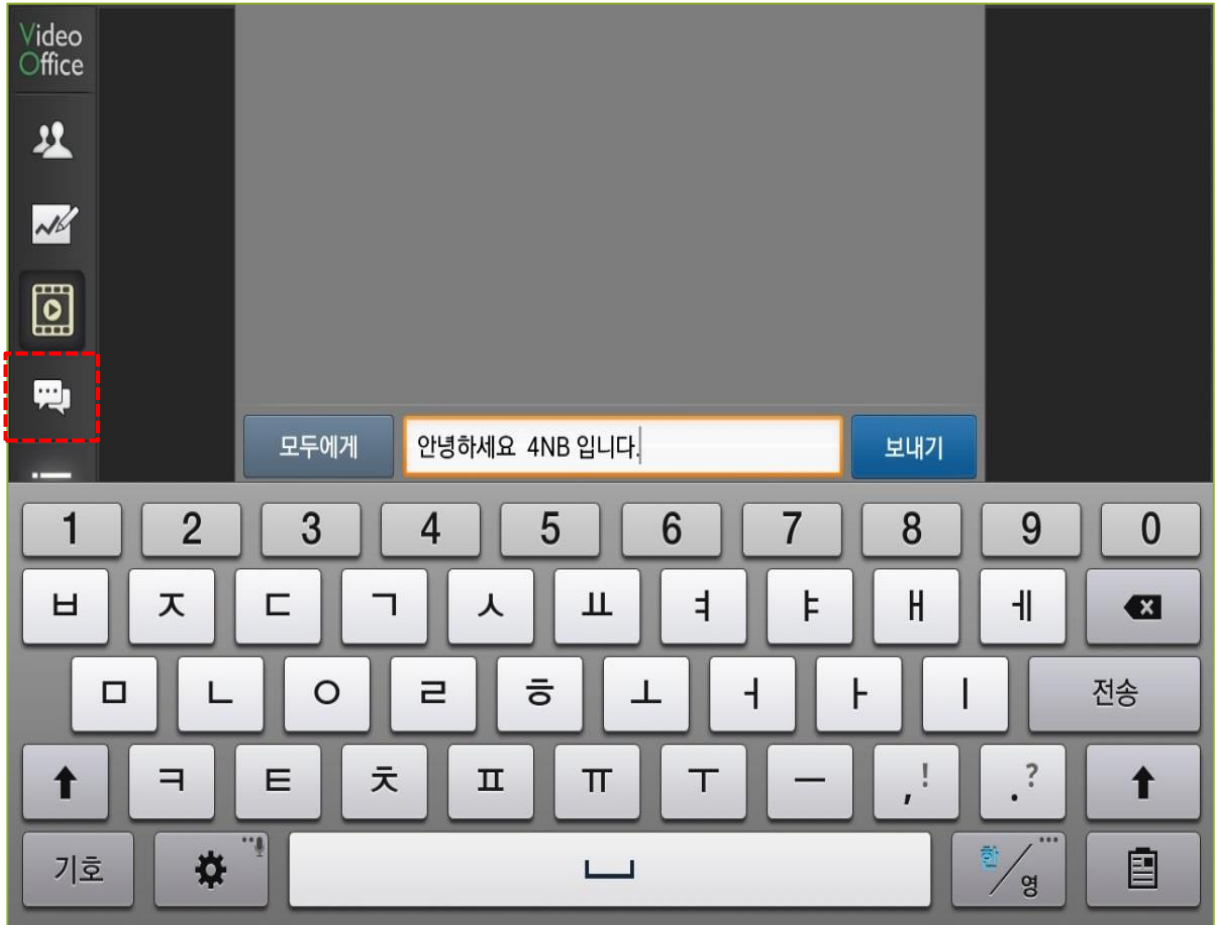 Video
Office
모두에게 안녕하세요 4NB 입니다. 보내기
1 2 3 4 5 6 7 8 9 0
ㅂ ㅈ ㄷ ㄱ ㅅ ㅛ ㅕ ㅑ ㅐ ㅔ
ㅁ ㄴ ㅇ ㄹ ㅎ ㅗ ㅓ ㅏ ㅣ 전송
ㅋ ㅌ ㅊ ㅍ ㅠ ㅜ ㅡ , ! . ?
기호 한/영